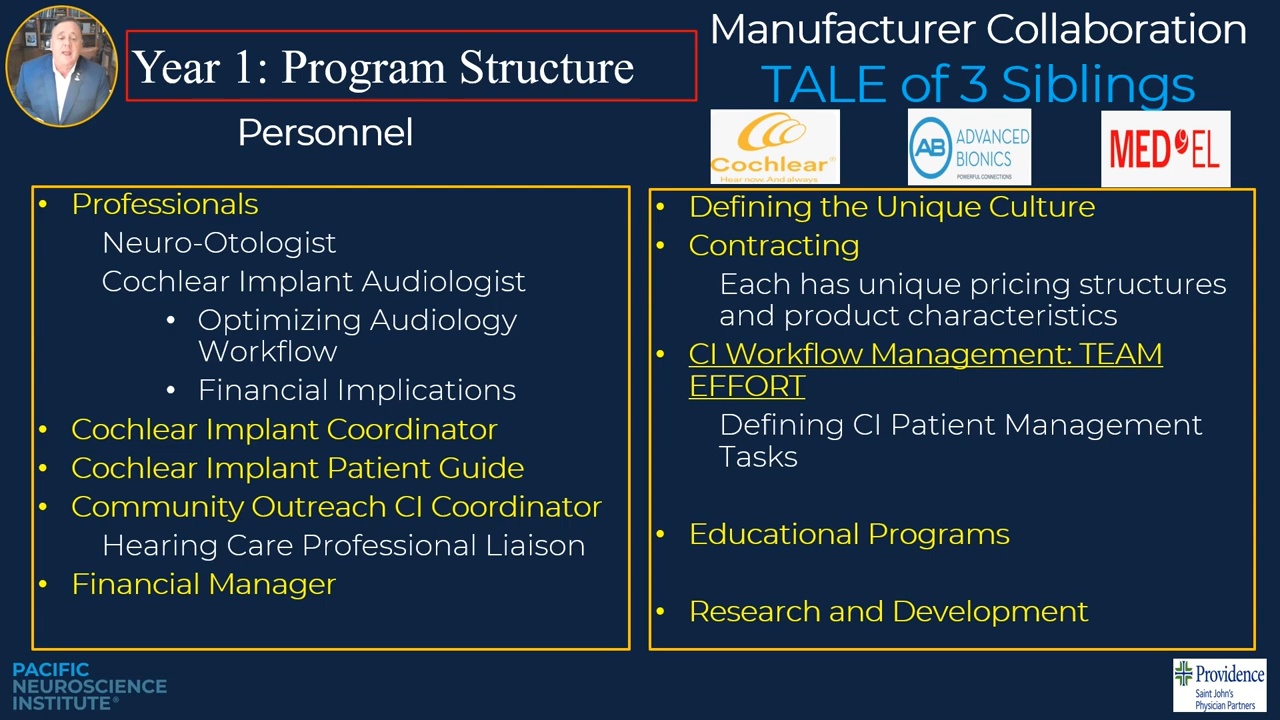 Year 1: Program Structure
Personnel
• Professionals
Neuro-Otologist
Cochlear Implant Audiologist
• Optimizing Audiology
Workflow
• Financial Implications
• Cochlear Implant Coordinator
• Cochlear Implant Patient Guide
• Community Outreach CI Coordinator
Hearing Care Professional Liaison
• Financial Manager
Manufacturer Collaboration
TALE of 3 Siblings
Cochlear®
Hear now. And always
AB ADVANCED
BIONICS
POWERFUL CONNECTIONS
MED EL
• Defining the Unique Culture
• Contracting
Each has unique pricing structures
and product characteristics
• CI Workflow Management: TEAM
EFFORT
Defining CI Patient Management
Tasks
• Educational Programs
• Research and Development
PACIFIC
NEUROSCIENCE
INSTITUTE®
Providence
Saint John's
Physician Partners